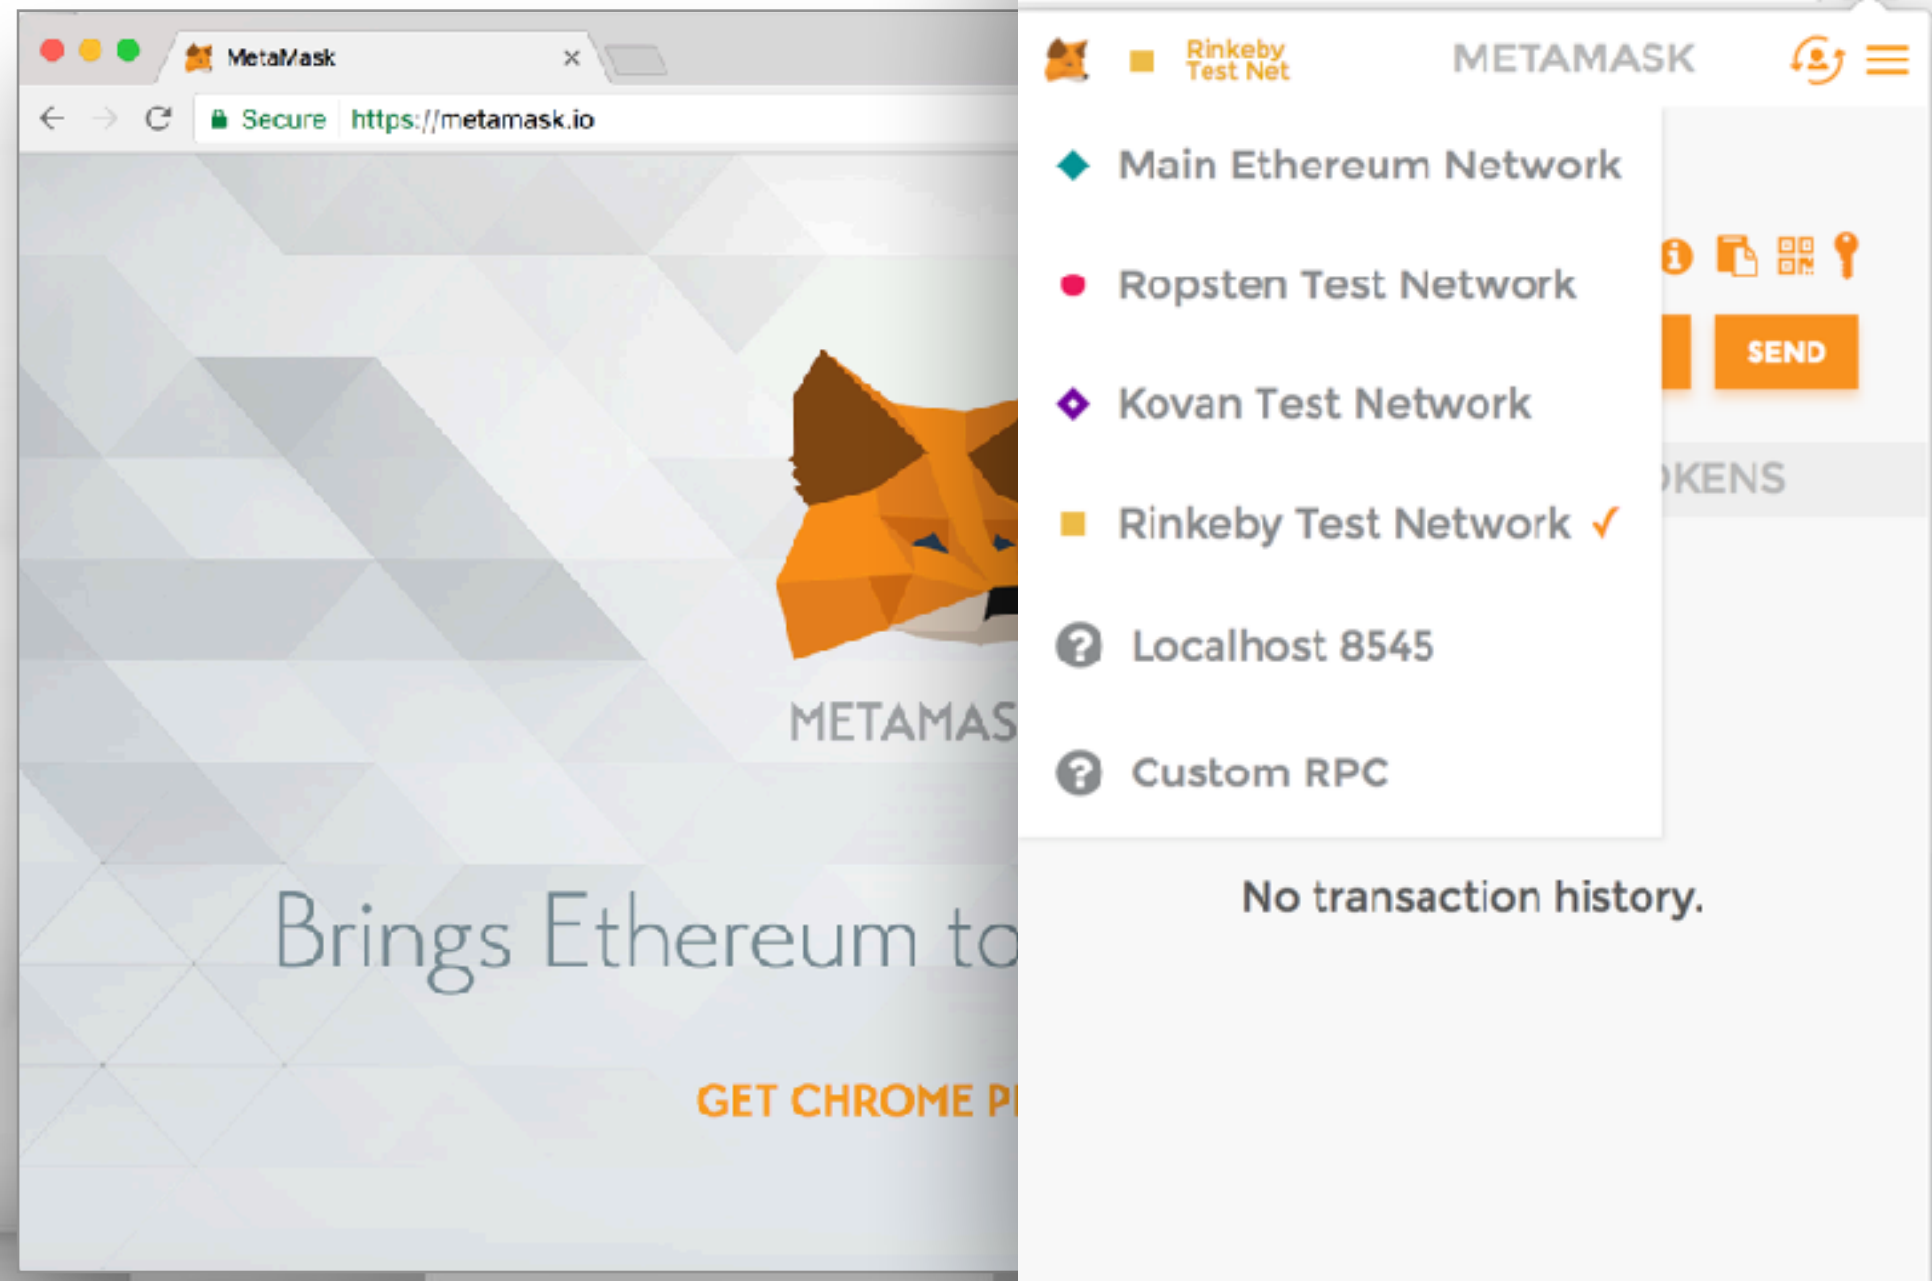 MetaMask
Secure https://metamask.io
METAMAS
Brings Ethereum to
GET CHROME
Rinkeby
Test Net
METAMASK
Main Ethereum Network
Ropsten Test Network
Kovan Test Network
Rinkeby Test Network
Localhost 8545
Custom RPC
SEND
OKENS
No transaction history.